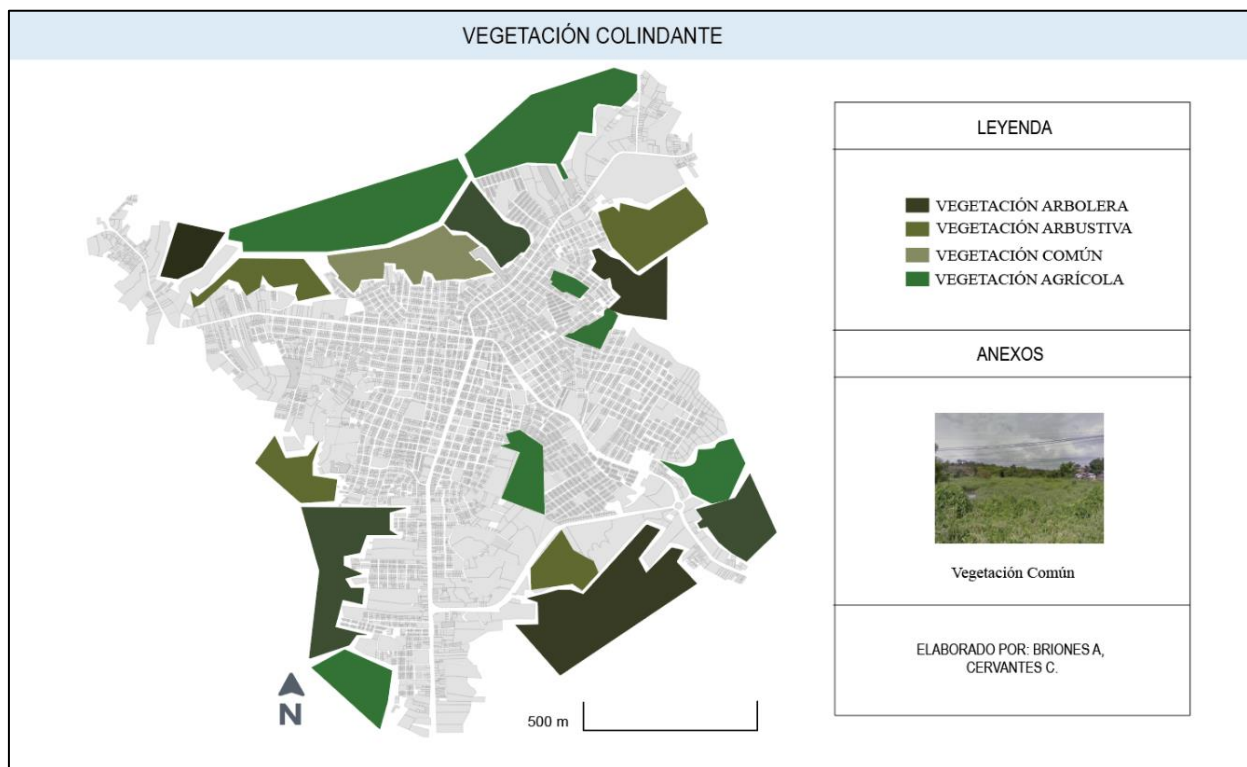 VEGETACIÓN COLINDANTE
LEYENDA
VEGETACIÓN ARBOLERA
VEGETACIÓN ARBUSTIVA
VEGETACIÓN COMÚN
VEGETACIÓN AGRÍCOLA
ANEXOS
Vegetación Común
ELABORADO POR: BRIONES A,
CERVANTES C.
N
500 m